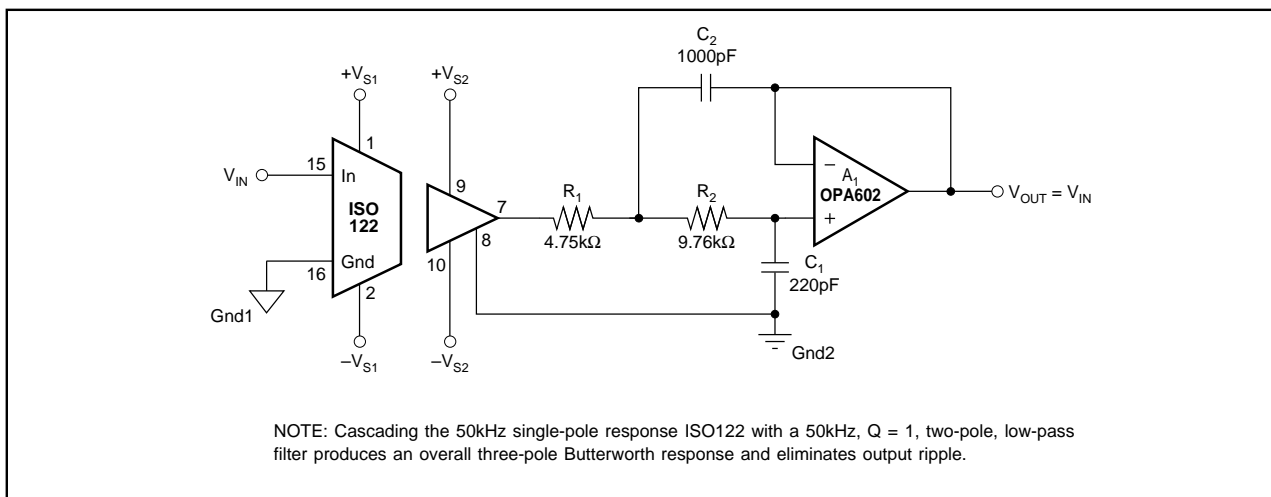 C2
1000pF
+VS1
+VS2
1
15
VIN
In
9
R1
R2
– A1
OPA602
VOUT = VIN
ISO
122
7
+
8
4.75kΩ
9.76kΩ
C1
220pF
16
Gnd
10
2
Gnd1
Gnd2
–VS1
–VS2
NOTE: Cascading the 50kHz single-pole response ISO122 with a 50kHz, Q = 1, two-pole, low-pass
filter produces an overall three-pole Butterworth response and eliminates output ripple.